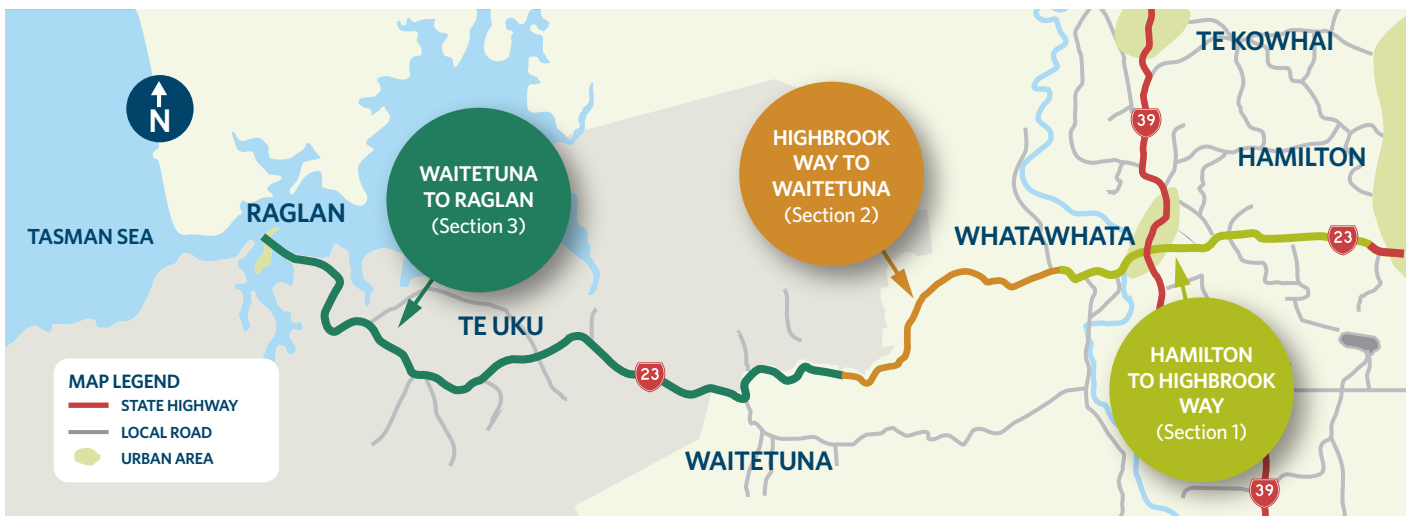 TE KOWHAI
39
HAMILTON
HIGHBROOK
WAY TO
WAITETUNA
(Section 2)
WAITETUNA
TO RAGLAN
(Section 3)
N
RAGLAN
TASMAN SEA
WHATAWHATA
23
TE UKU
23
HAMILTON
TO HIGHBROOK
WAY
(Section 1)
MAP LEGEND
STATE HIGHWAY
LOCAL ROAD
URBAN AREA
WAITETUNA
39